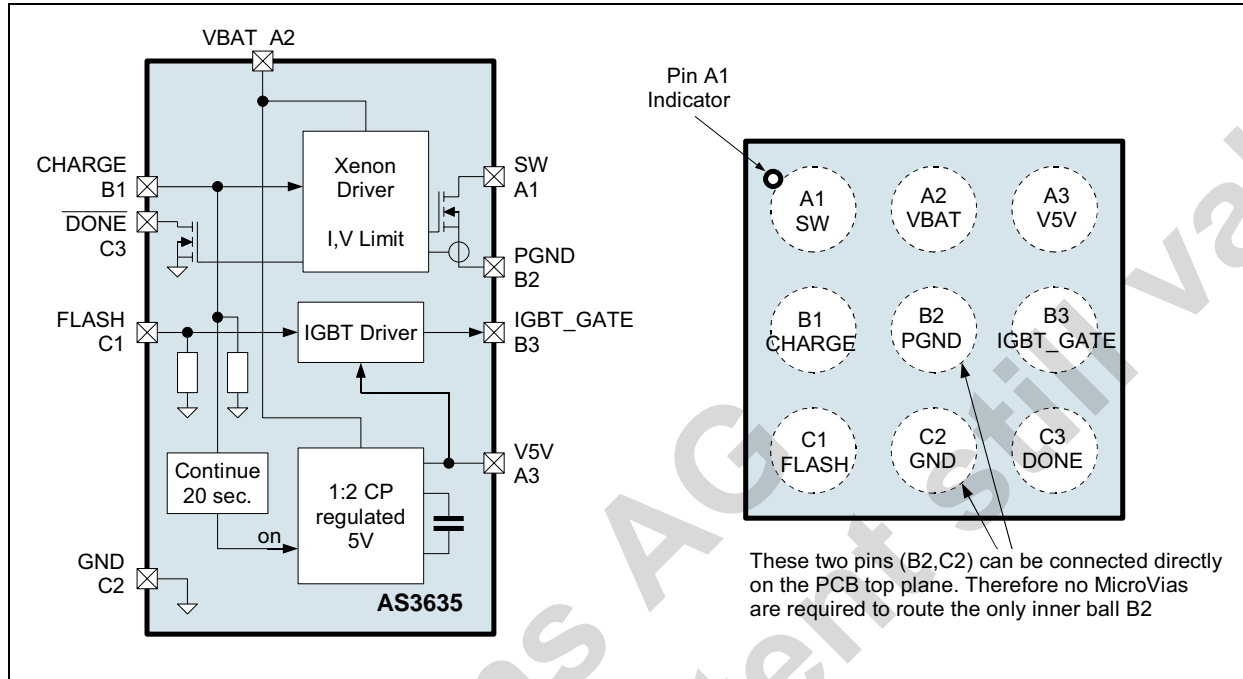 VBAT A2
CHARGE
B1
DONE
C3
FLASH
C1
GND
C2
Xenon
Driver
I,V Limit
IGBT Driver
Continue
20 sec.
on
1:2 CP
regulated
5V
AS3635
SW
A1
PGND
B2
IGBT_GATE
B3
V5V
A3
Pin A1
Indicator
A1
SW
A2
VBAT
A3
V5V
B1
CHARGE
B2
PGND
B3
IGBT_GATE
C1
FLASH
C2
GND
C3
DONE
These two pins (B2,C2) can be connected directly
on the PCB top plane. Therefore no MicroVias
are required to route the only inner ball B2
AG
still